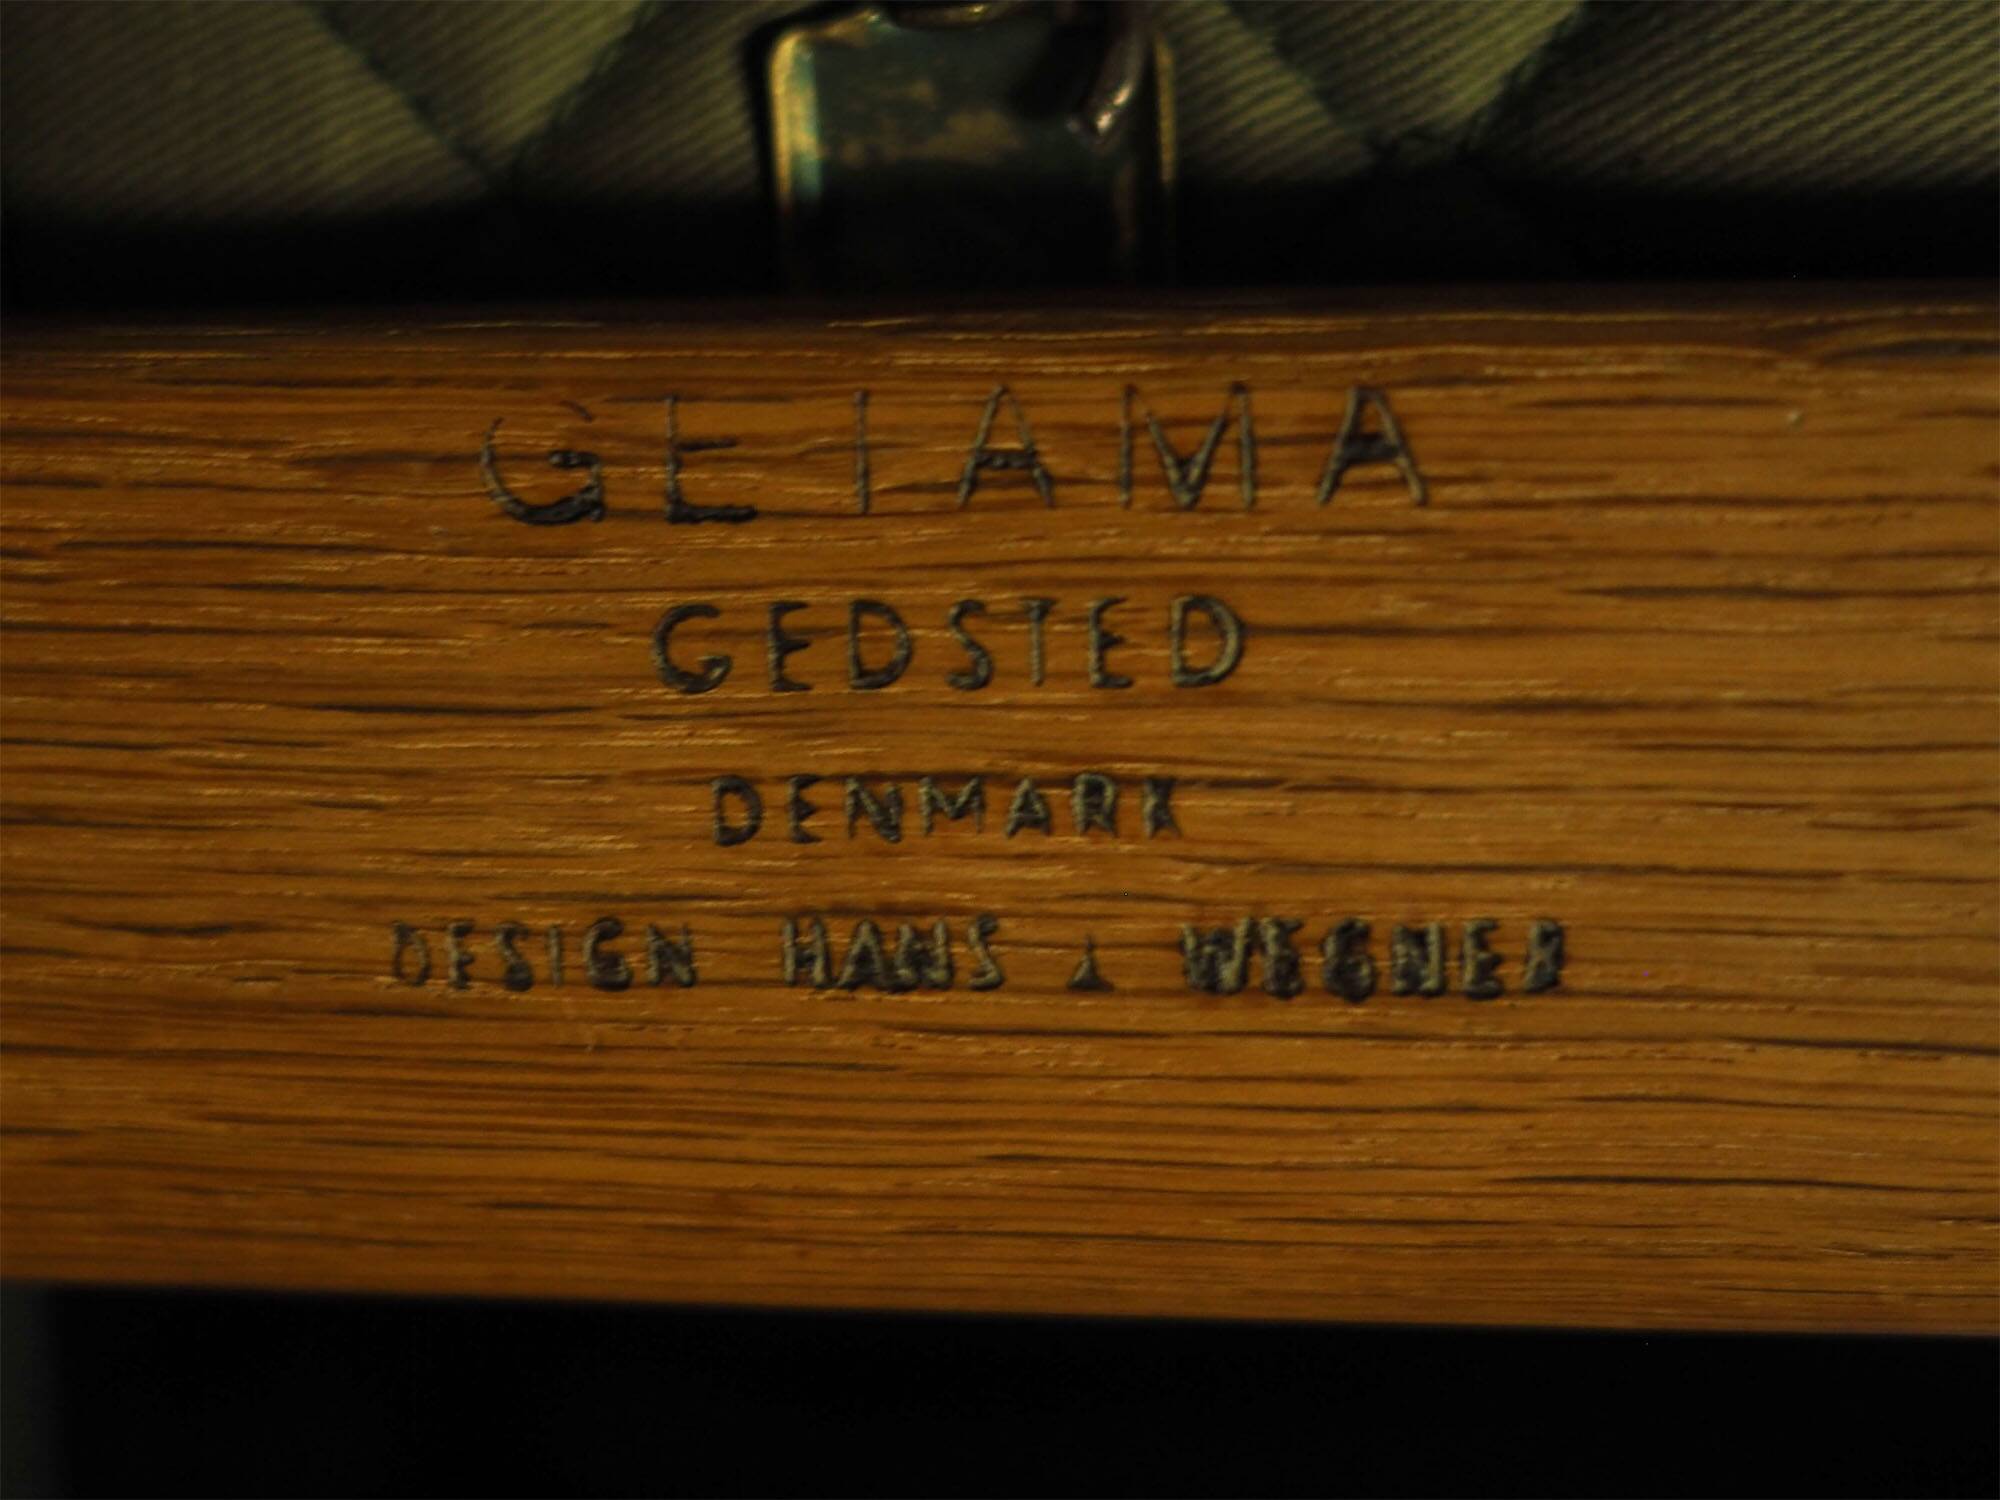 GETAMA
GEDSTED
DENMARK
DESIGN HANS J. WEGNER